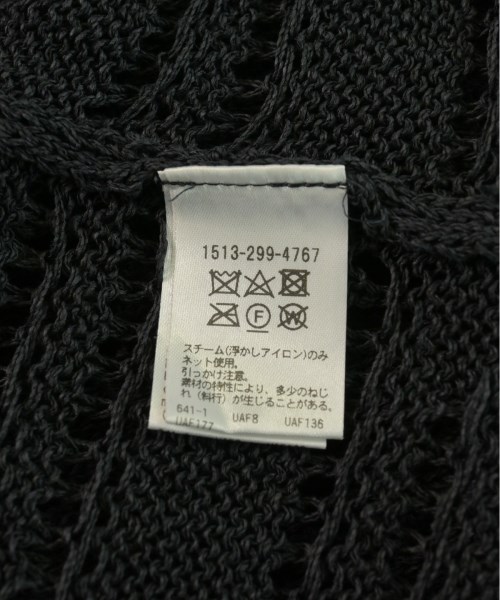 1513-299-4767
F W
スチーム(浮かしアイロン)のみ
ネット使用。
引っかけ注意。
素材の特性により、多少のねじ
れ(斜行)が生じることがある。
641-1 UAF8 UAF136
UAF177